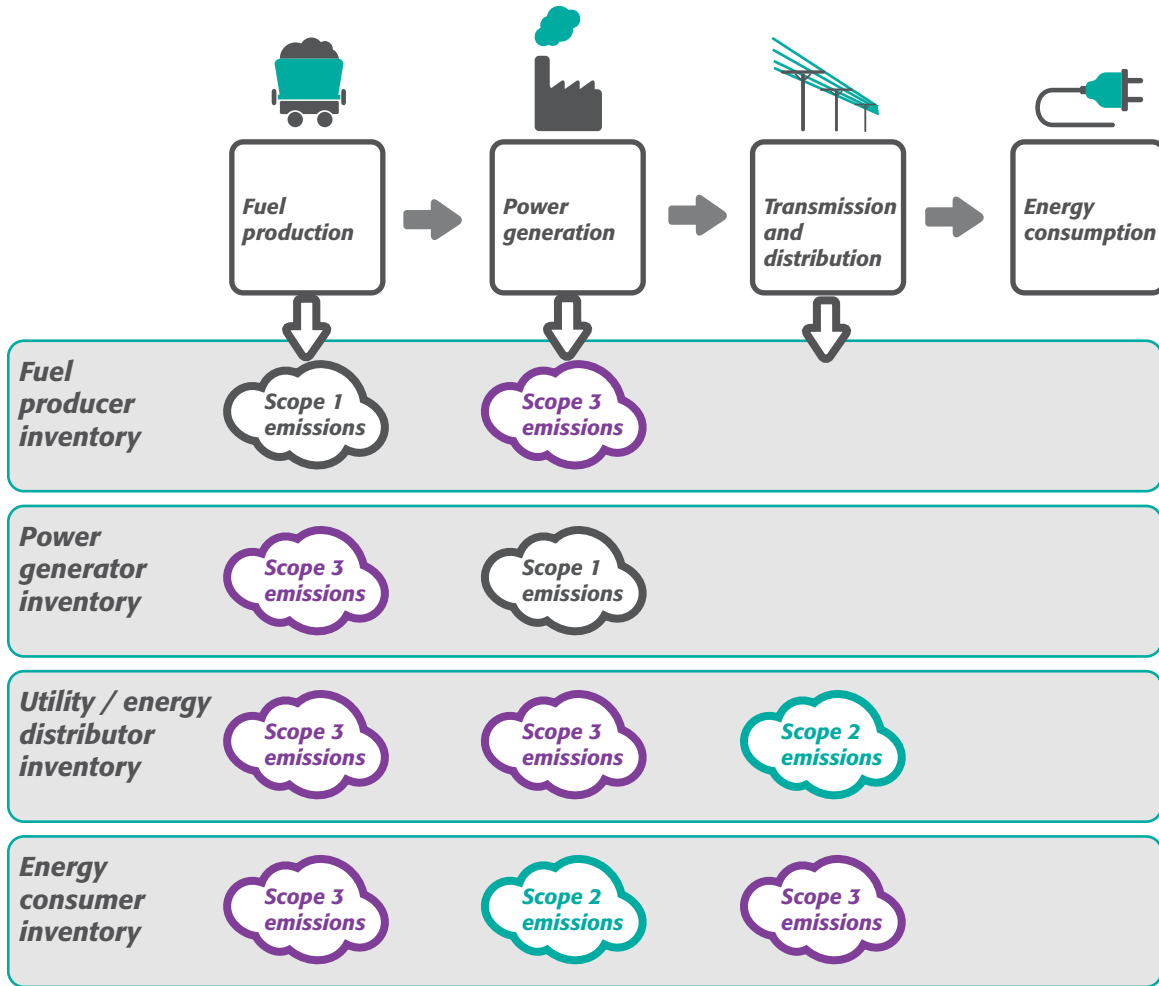 Fuel
production
Power
generation
Transmission
and
distribution
Energy
consumption
Fuel
producer
inventory
Scope 1
emissions
Scope 3
emissions
Power
generator
inventory
Scope 3
emissions
Scope 1
emissions
Utility / energy
distributor
inventory
Scope 3
emissions
Scope 3
emissions
Scope 2
emissions
Energy
consumer
inventory
Scope 3
emissions
Scope 2
emissions
Scope 3
emissions